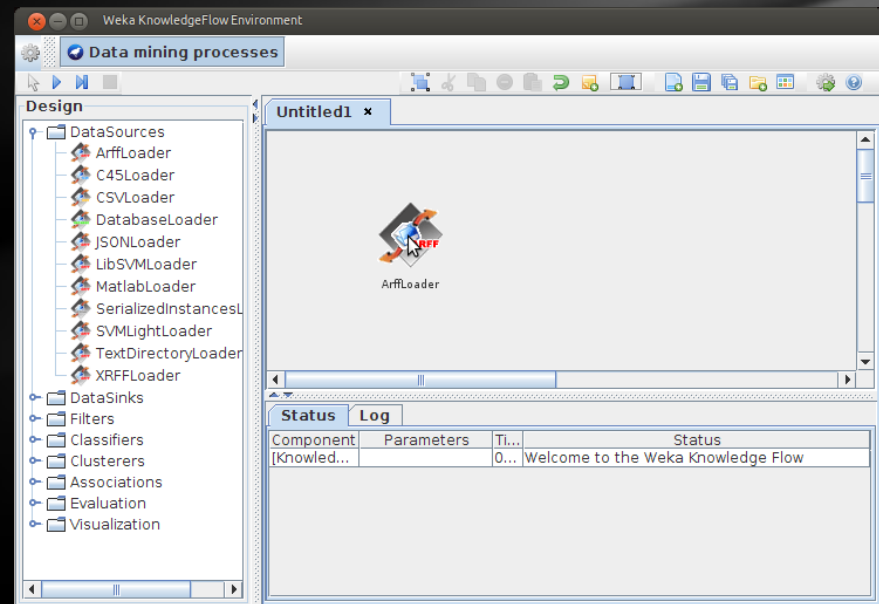 Weka KnowledgeFlow Environment
Data mining processes
Design
Untitled1 ×
DataSources
ArffLoader
C45Loader
CSVLoader
DatabaseLoader
JSONLoader
LibSVMLoader
MatlabLoader
SerializedInstancesL
SVMLightLoader
TextDirectoryLoader
XRFFLoader
DataSinks
Filters
Classifiers
Clusterers
Associations
Evaluation
Visualization
RFF
ArffLoader
Status Log
Component Parameters Ti... Status
[Knowled... 0... Welcome to the Weka Knowledge Flow